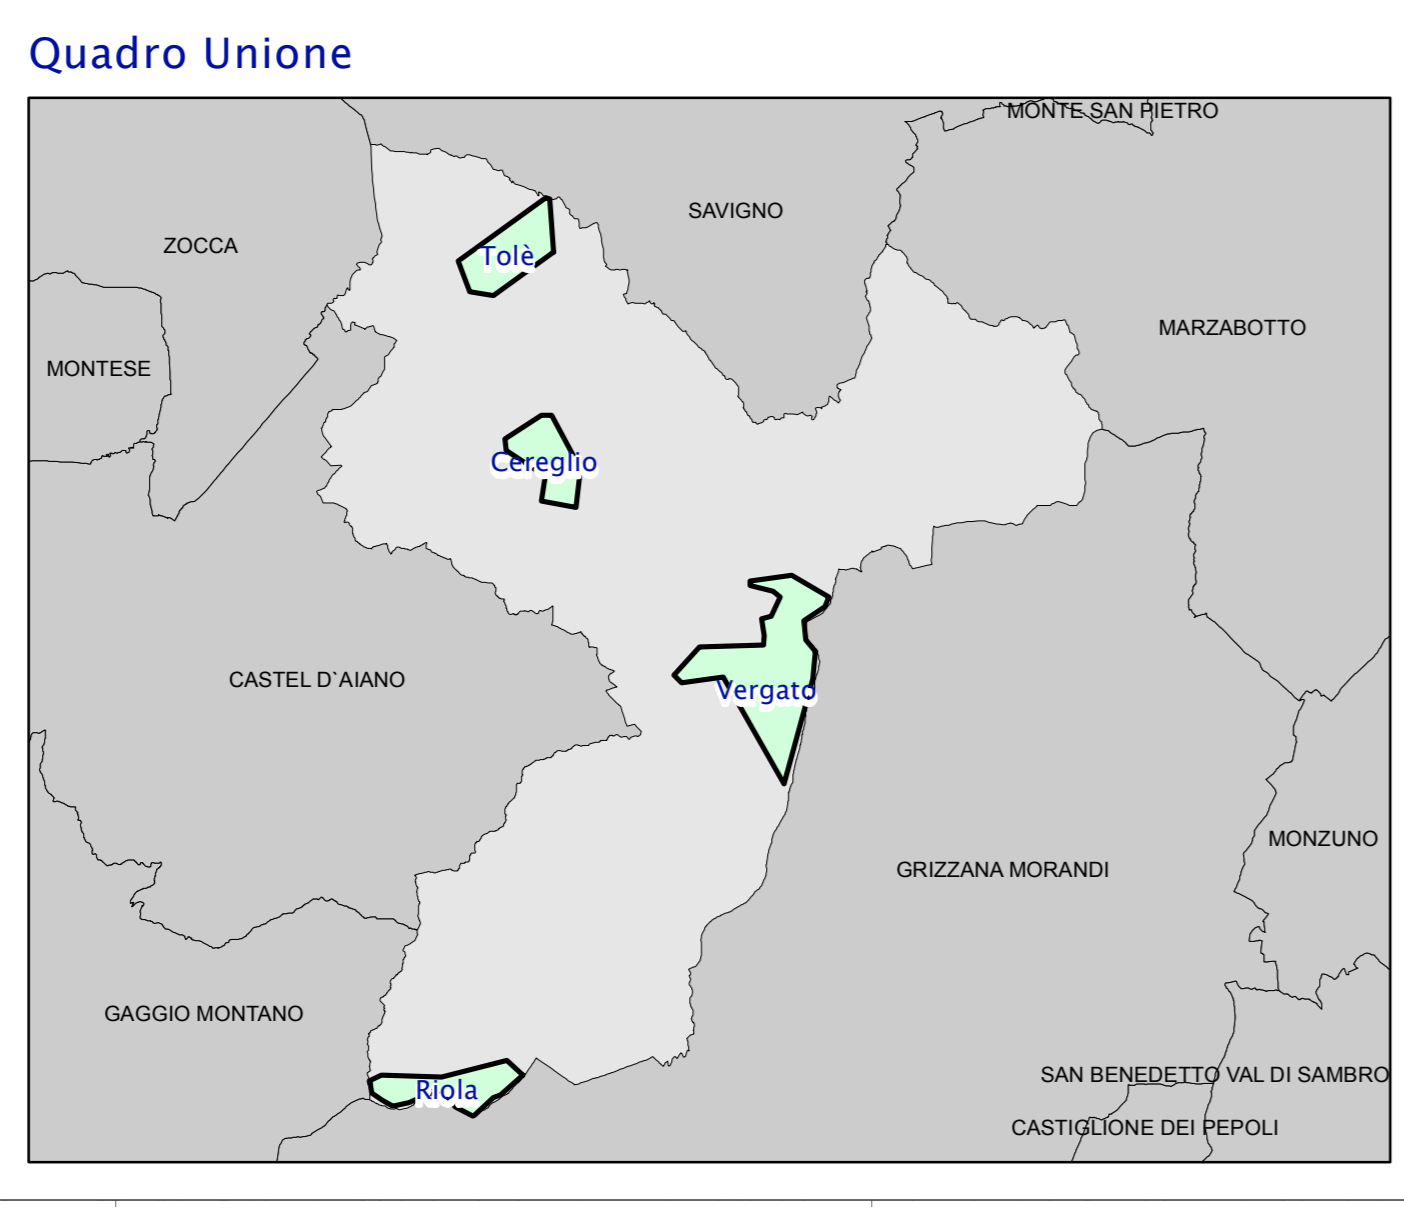 Quadro Unione
MONTE SAN PIETRO
SAVIGNO
ZOCCA
Tolè
MARZABOTTO
MONTESE
Cereglio
CASTEL D`AIANO
Vergato
MONZUNO
GRIZZANA MORANDI
GAGGIO MONTANO
SAN BENEDETTO VAL DI SAMBRO
Riola
CASTIGLIONE DEI PEPOLI